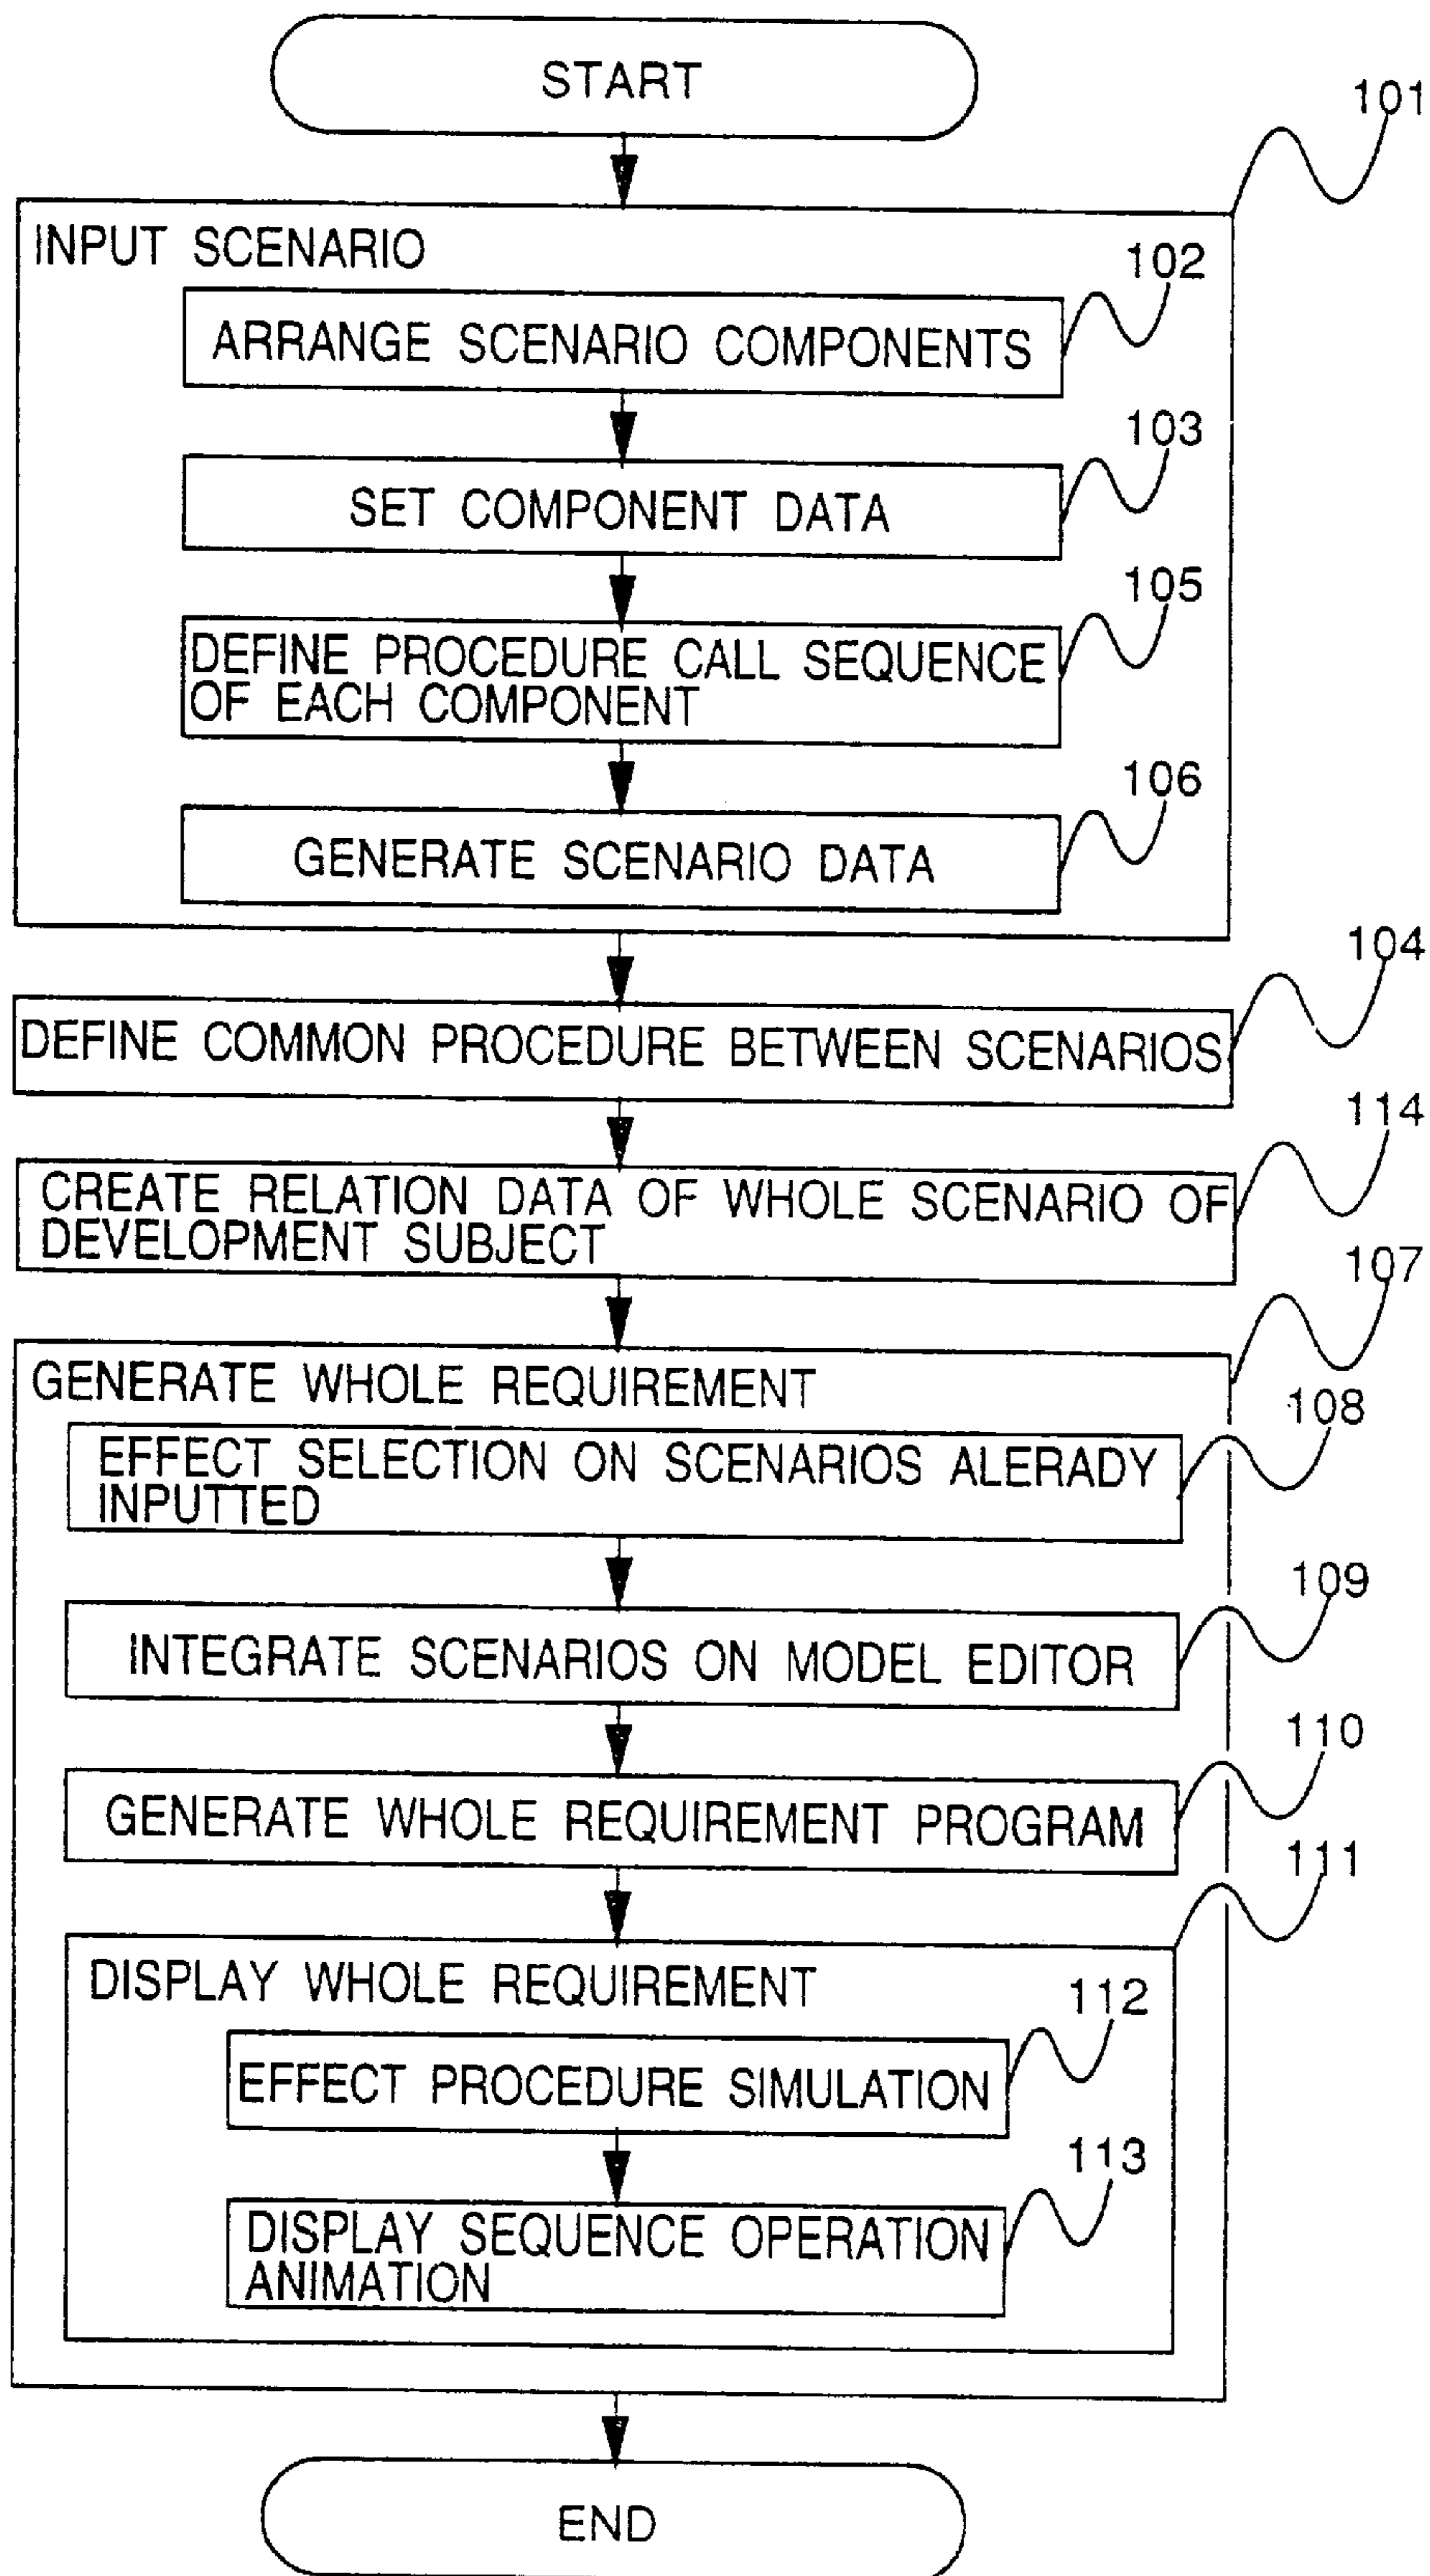 START
101
INPUT SCENARIO
102
ARRANGE SCENARIO COMPONENTS
103
SET COMPONENT DATA
105
DEFINE PROCEDURE CALL SEQUENCE
OF EACH COMPONENT
106
GENERATE SCENARIO DATA
104
DEFINE COMMON PROCEDURE BETWEEN SCENARIOS
114
CREATE RELATION DATA OF WHOLE SCENARIO OF
DEVELOPMENT SUBJECT
107
GENERATE WHOLE REQUIREMENT
108
EFFECT SELECTION ON SCENARIOS ALERADY
INPUTTED
109
INTEGRATE SCENARIOS ON MODEL EDITOR
110
GENERATE WHOLE REQUIREMENT PROGRAM
111
DISPLAY WHOLE REQUIREMENT
112
EFFECT PROCEDURE SIMULATION
113
DISPLAY SEQUENCE OPERATION
ANIMATION
END